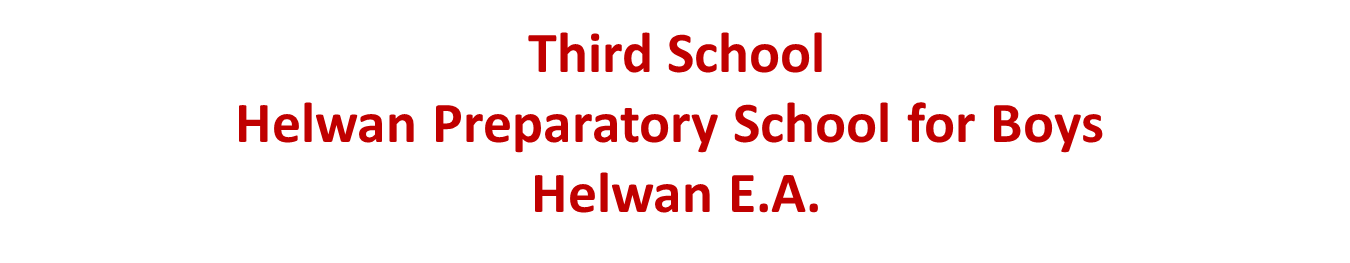 Third School
Helwan Preparatory School for Boys
Helwan E.A.